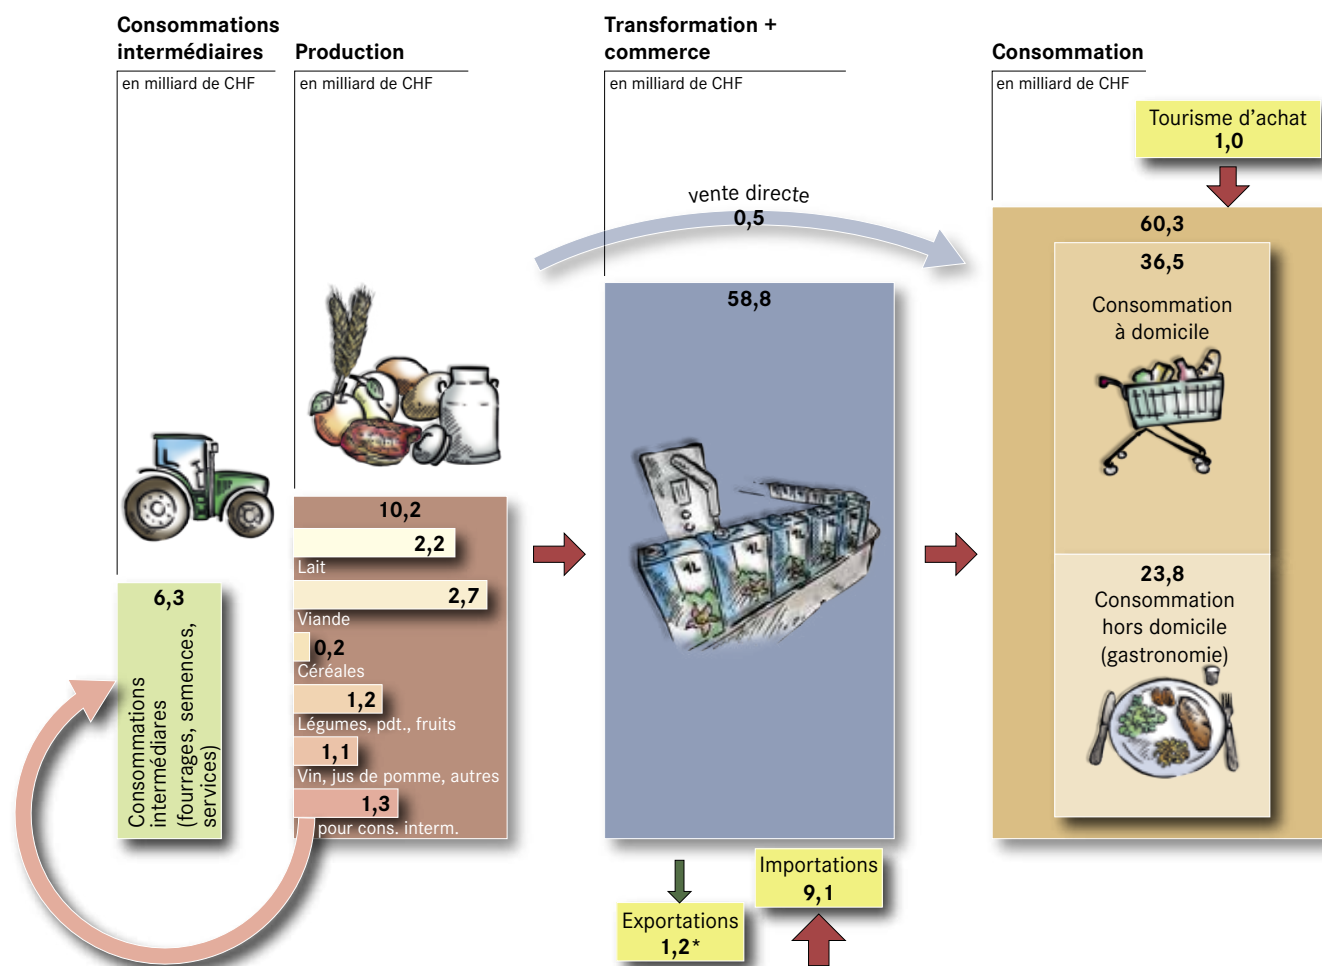 Consommations
intermédiaires
en milliard de CHF
6,3
Consommations
intermédiares
(fourrages, semences,
services)
Production
en milliard de CHF
10,2
2,2
Lait
2,7
Viande
0,2
Céréales
1,2
Légumes, pdt., fruits
1,1
Vin, jus de pomme, autres
1,3
pour cons. interm.
Transformation +
commerce
en milliard de CHF
vente directe
0,5
58,8
Exportations
1,2*
Importations
9,1
Consommation
en milliard de CHF
Tourisme d'achat
1,0
60,3
36,5
Consommation
à domicile
23,8
Consommation
hors domicile
(gastronomie)